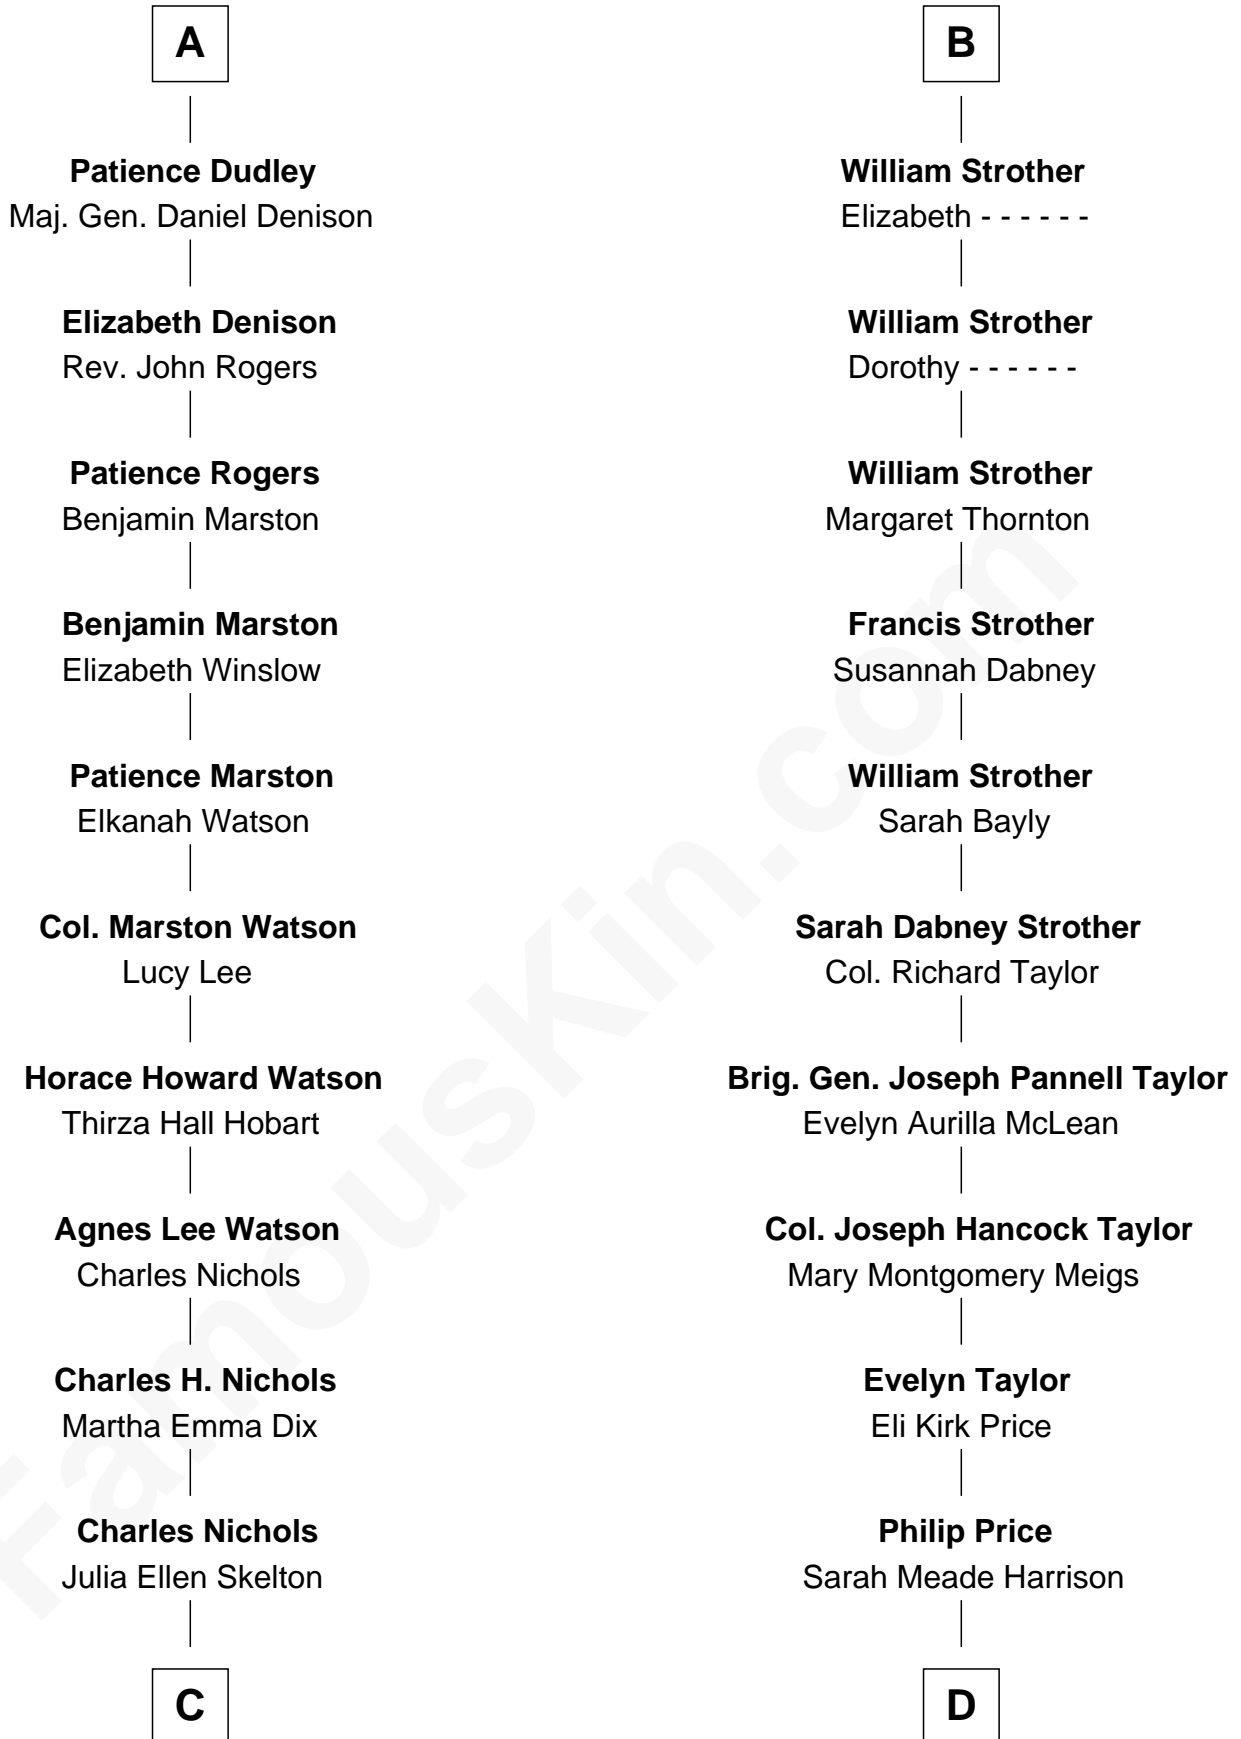 A
Patience Dudley
Maj. Gen. Daniel Denison
Elizabeth Denison
Rev. John Rogers
Patience Rogers
Benjamin Marston
Benjamin Marston
Elizabeth Winslow
Patience Marston
Elkanah Watson
Col. Marston Watson
Lucy Lee
Horace Howard Watson
Thirza Hall Hobart
Agnes Lee Watson
Charles Nichols
Charles H. Nichols
Martha Emma Dix
Charles Nichols
Julia Ellen Skelton
C
B
William Strother
Elizabeth - - - - - -
William Strother
Dorothy - - - - - -
William Strother
Margaret Thornton
Francis Strother
Susannah Dabney
William Strother
Sarah Bayly
Sarah Dabney Strother
Col. Richard Taylor
Brig. Gen. Joseph Pannell Taylor
Evelyn Aurilla McLean
Col. Joseph Hancock Taylor
Mary Montgomery Meigs
Evelyn Taylor
Eli Kirk Price
Philip Price
Sarah Meade Harrison
D
FamousKin.com